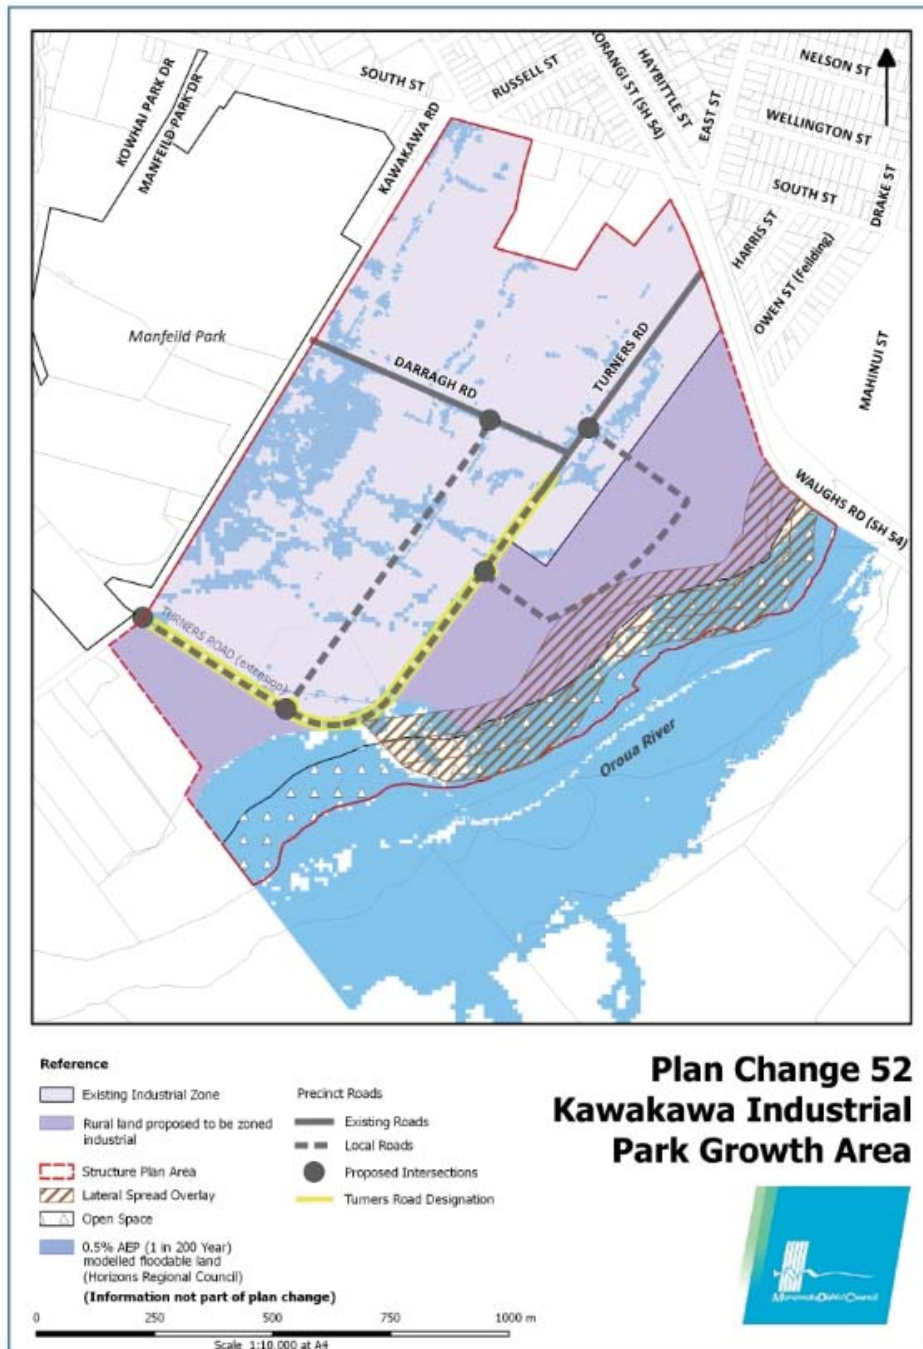 KOWHAI PARK DR
MANFEILD PARK DR
SOUTH ST
KAWAKAWA RD
RUSSELL ST
KORANGI ST (SH 54)
HAYBITTLE ST
EAST ST
NELSON ST
WELLINGTON ST
SOUTH ST
DRAKE ST
HARRIS ST
OWEN ST (Feilding)
MAHINUI ST
Manfeild Park
DARRAGH RD
TURNERS RD
WAUGHS RD (SH 54)
TURNERS ROAD (extension)
Oroua River
Reference
Existing Industrial Zone
Rural land proposed to be zoned
industrial
Structure Plan Area
Lateral Spread Overlay
Open Space
0.5% AEP (1 in 200 Year)
modelled floodable land
(Horizons Regional Council)
(Information not part of plan change)
Precinct Roads
Existing Roads
Local Roads
Proposed Intersections
Turners Road Designation
Plan Change 52
Kawakawa Industrial
Park Growth Area
0 250 500 750 1000 m
Scale 1:10,000 at A4
Manawatu District Council